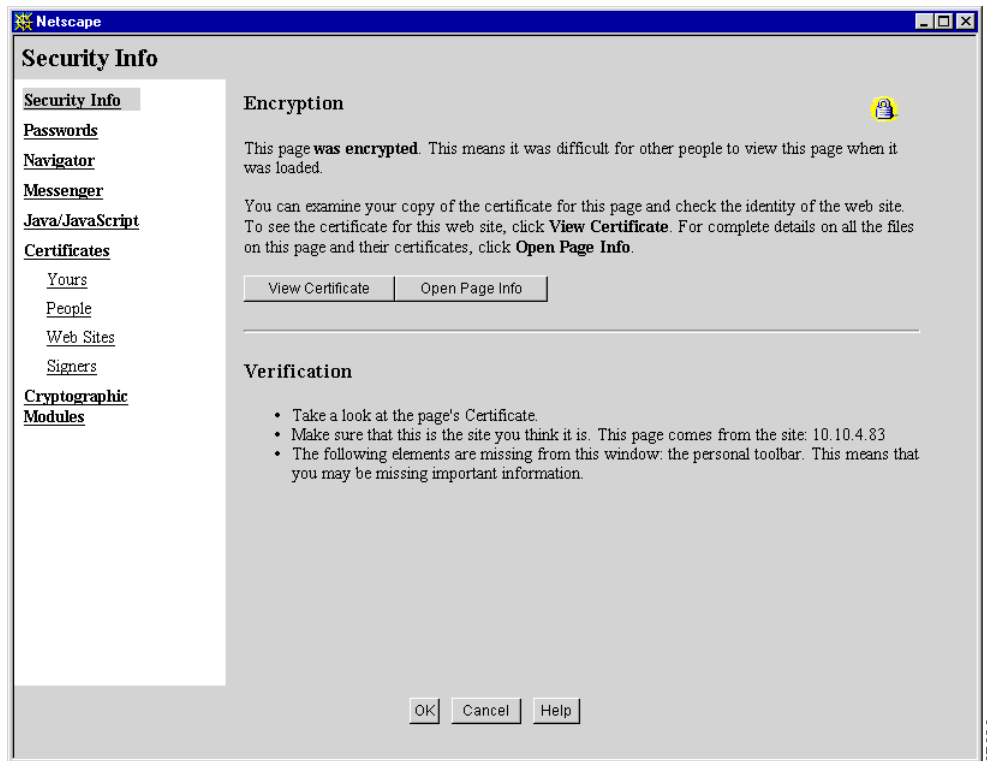 Netscape
Security Info
Security Info
Passwords
Navigator
Messenger
Java/JavaScript
Certificates
Yours
People
Web Sites
Signers
Cryptographic
Modules
Encryption
This page was encrypted. This means it was difficult for other people to view this page when it
was loaded.
You can examine your copy of the certificate for this page and check the identity of the web site.
To see the certificate for this web site, click View Certificate. For complete details on all the files
on this page and their certificates, click Open Page Info.
View Certificate Open Page Info
Verification
• Take a look at the page's Certificate.
• Make sure that this is the site you think it is. This page comes from the site: 10.10.4.83
• The following elements are missing from this window: the personal toolbar. This means that
you may be missing important information.
OK Cancel Help